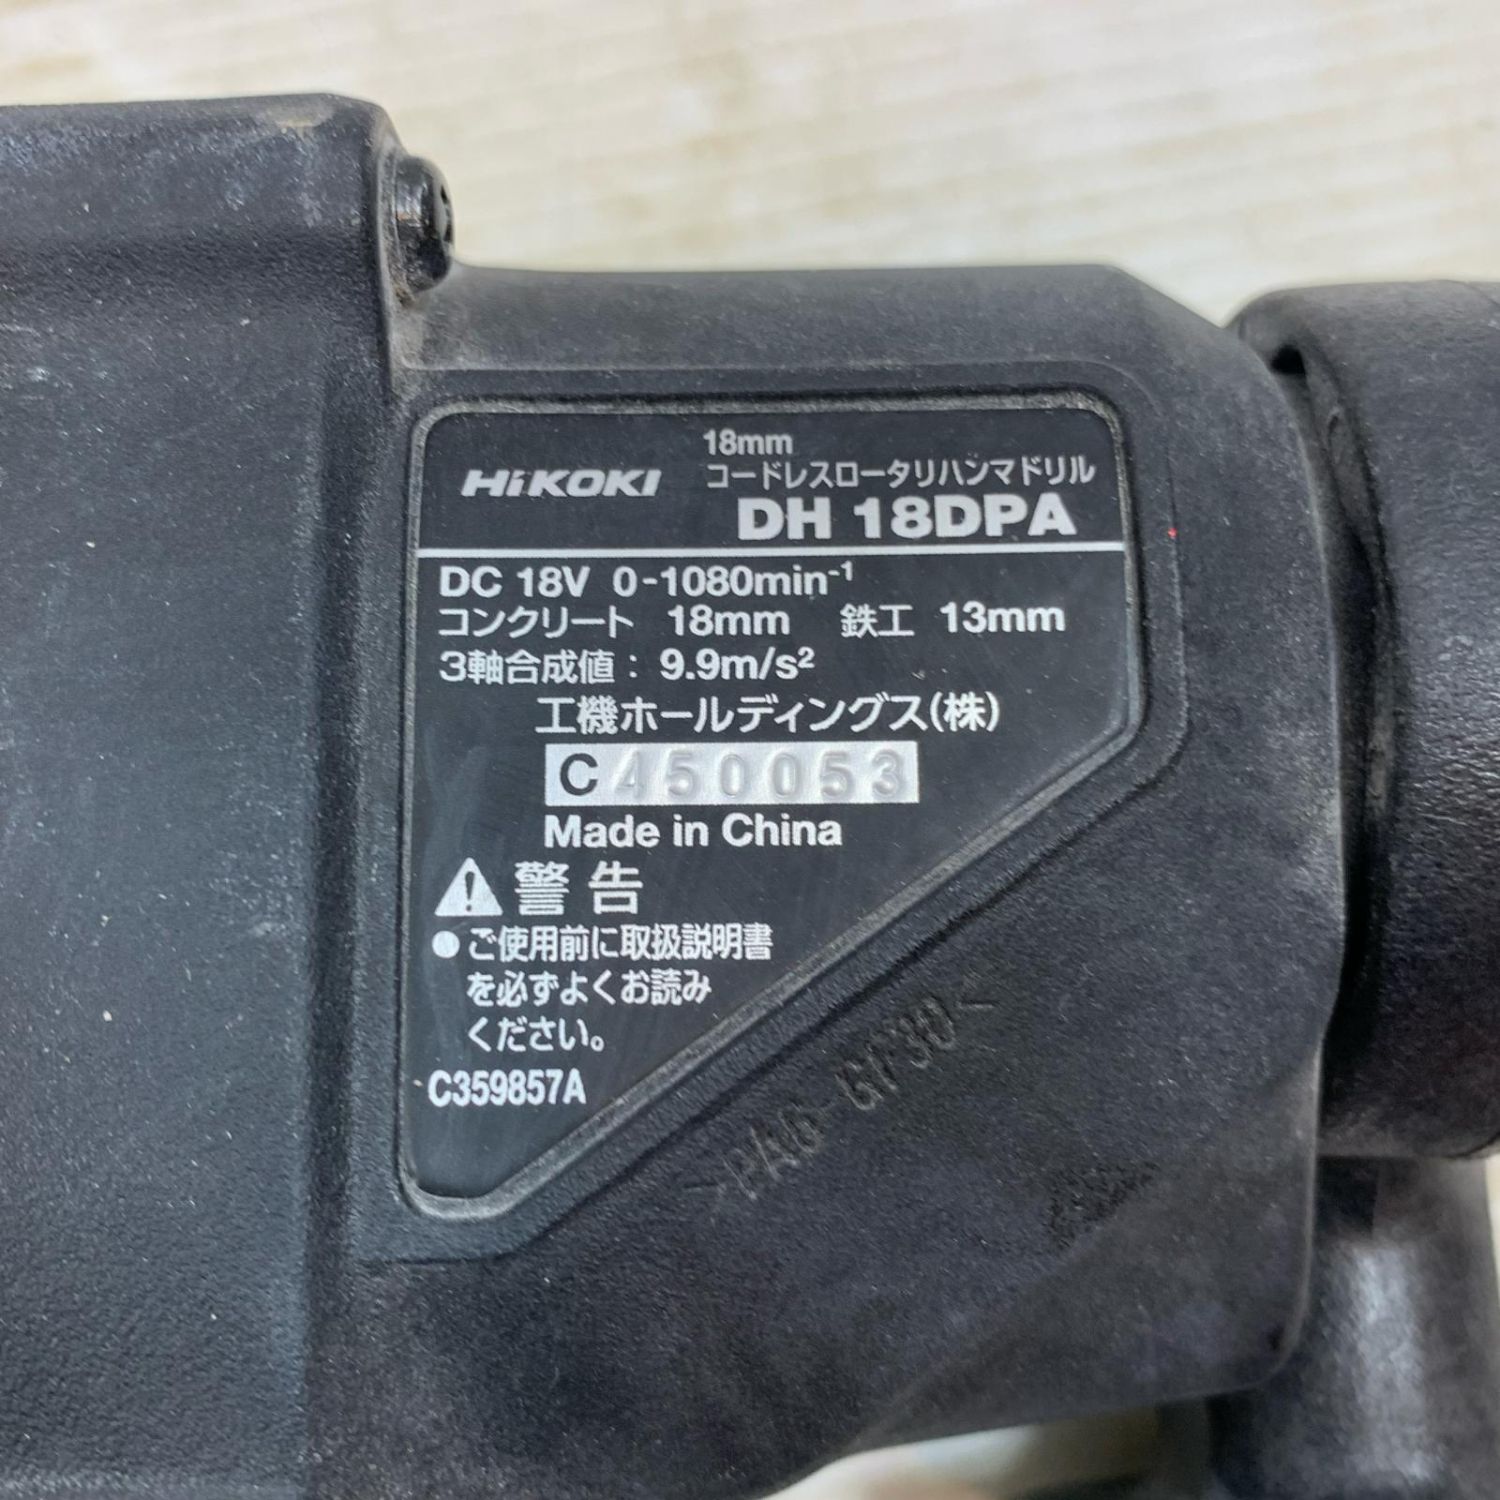 18mm
HiKOKI コードレスロータリハンマドリル
DH 18DPA
DC 18V 0-1080min⁻¹
コンクリート 18mm 鉄工 13mm
3軸合成値: 9.9m/s²
工機ホールディングス(株)
C450053
Made in China
警告
●ご使用前に取扱説明書
を必ずよくお読み
ください。
C359857A
>PA6-GF30<